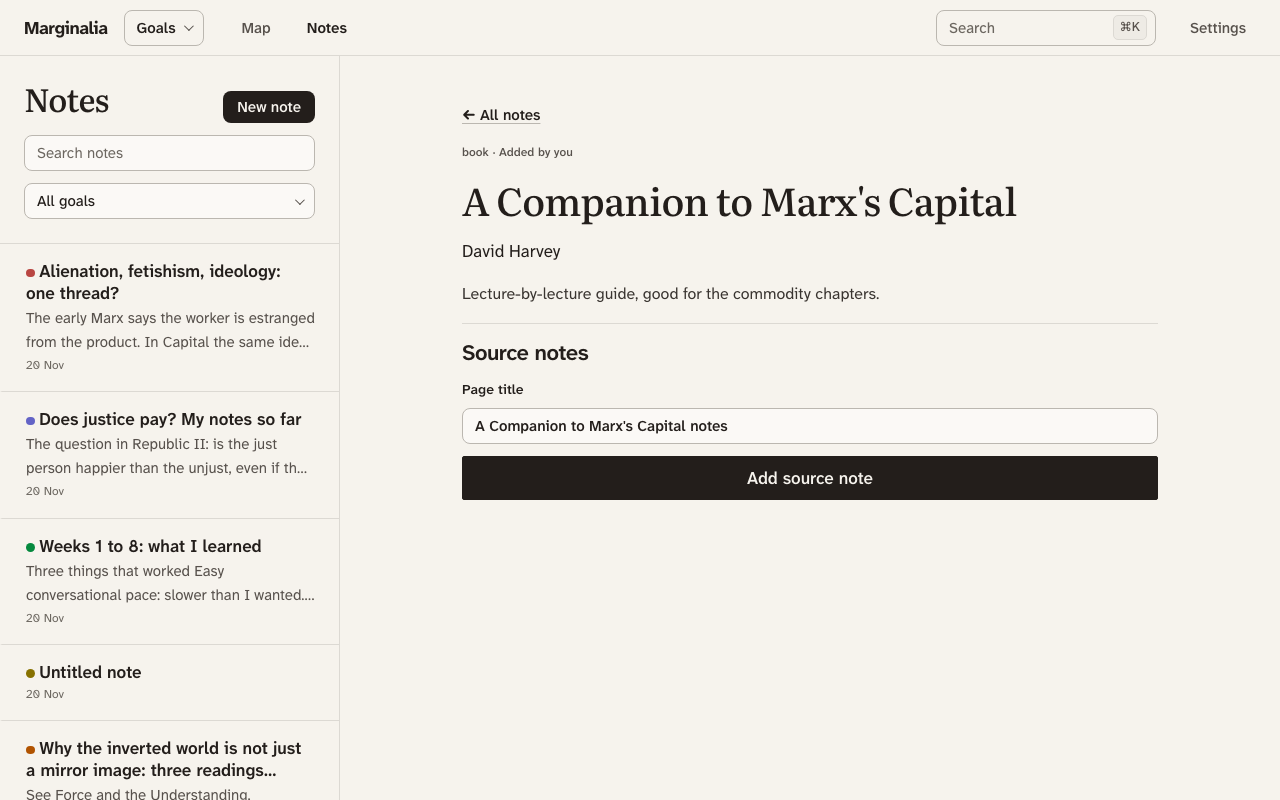 Marginalia
Goals
Map
Notes
Search
⌘K
Settings
Notes
New note
Search notes
All goals
Alienation, fetishism, ideology:
one thread?
The early Marx says the worker is estranged
from the product. In Capital the same ide...
20 Nov
Does justice pay? My notes so far
The question in Republic II: is the just
person happier than the unjust, even if th...
20 Nov
Weeks 1 to 8: what I learned
Three things that worked Easy
conversational pace: slower than I wanted....
20 Nov
Untitled note
20 Nov
Why the inverted world is not just
a mirror image: three readings...
See Force and the Understanding.
← All notes
book · Added by you
A Companion to Marx's Capital
David Harvey
Lecture-by-lecture guide, good for the commodity chapters.
Source notes
Page title
A Companion to Marx's Capital notes
Add source note